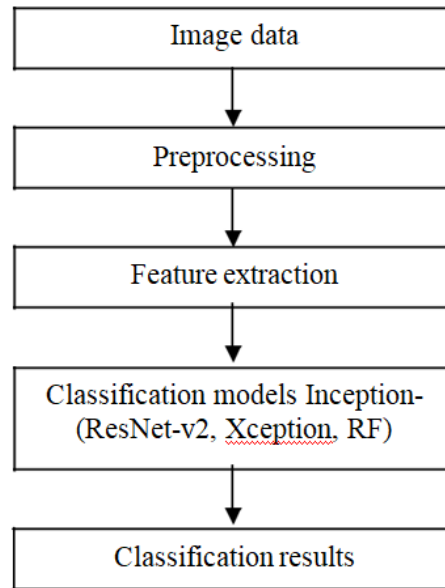 Image data
Preprocessing
Feature extraction
Classification models Inception-
(ResNet-v2, Xception, RF)
Classification results